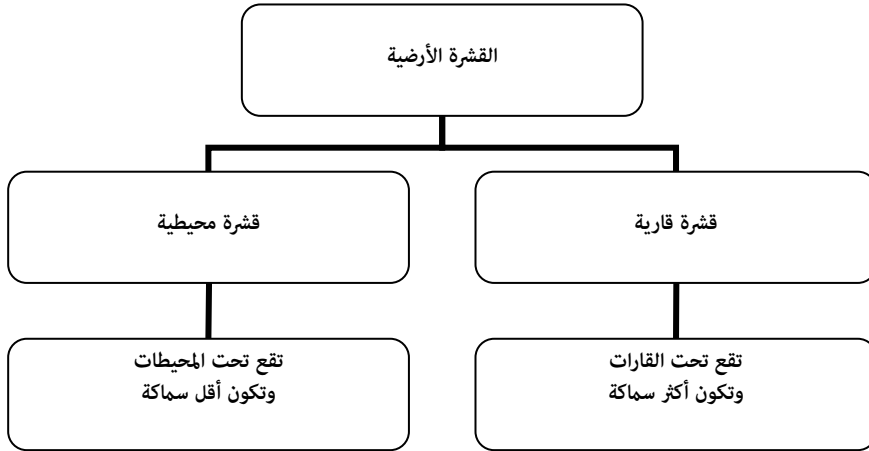 القشرة الأرضية
قشرة قارية
قشرة محيطية
تقع تحت القارات
وتكون أكثر سماكة
تقع تحت المحيطات
وتكون أقل سماكة